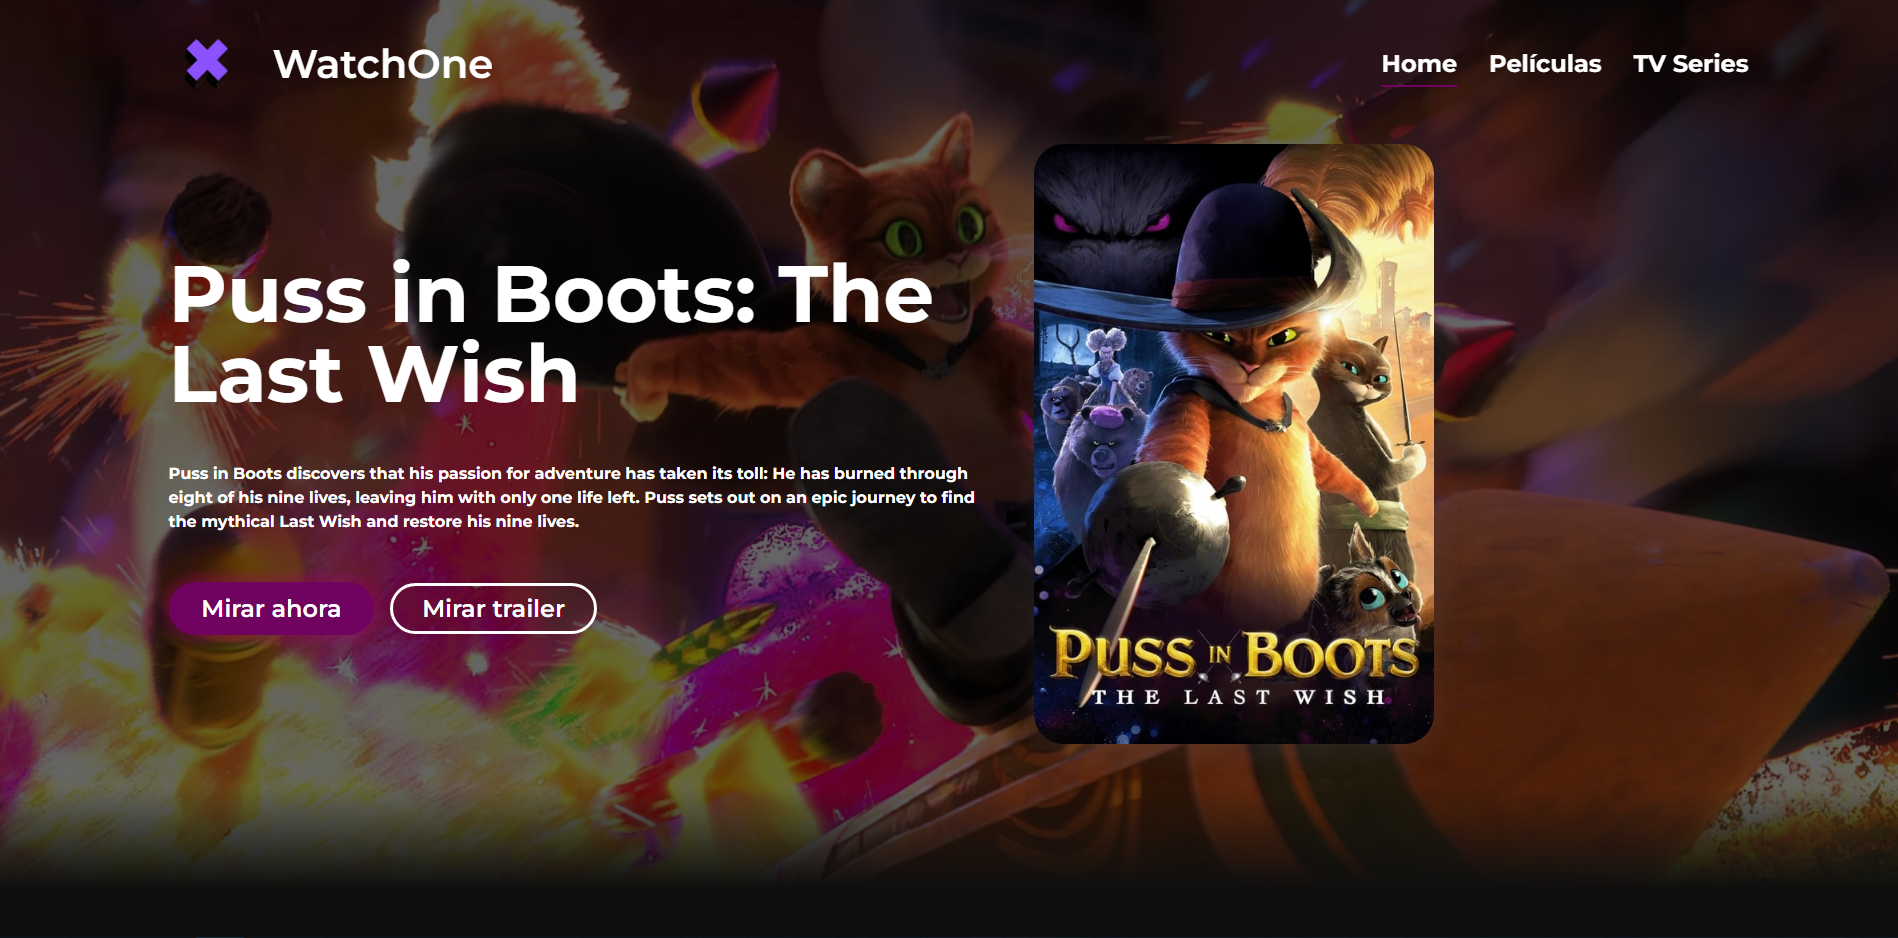 WatchOne
Home Películas TV Series
Puss in Boots: The
Last Wish
Puss in Boots discovers that his passion for adventure has taken its toll: He has burned through
eight of his nine lives, leaving him with only one life left. Puss sets out on an epic journey to find
the mythical Last Wish and restore his nine lives.
Mirar ahora Mirar trailer
PUSS IN BOOTS
THE LAST WISH